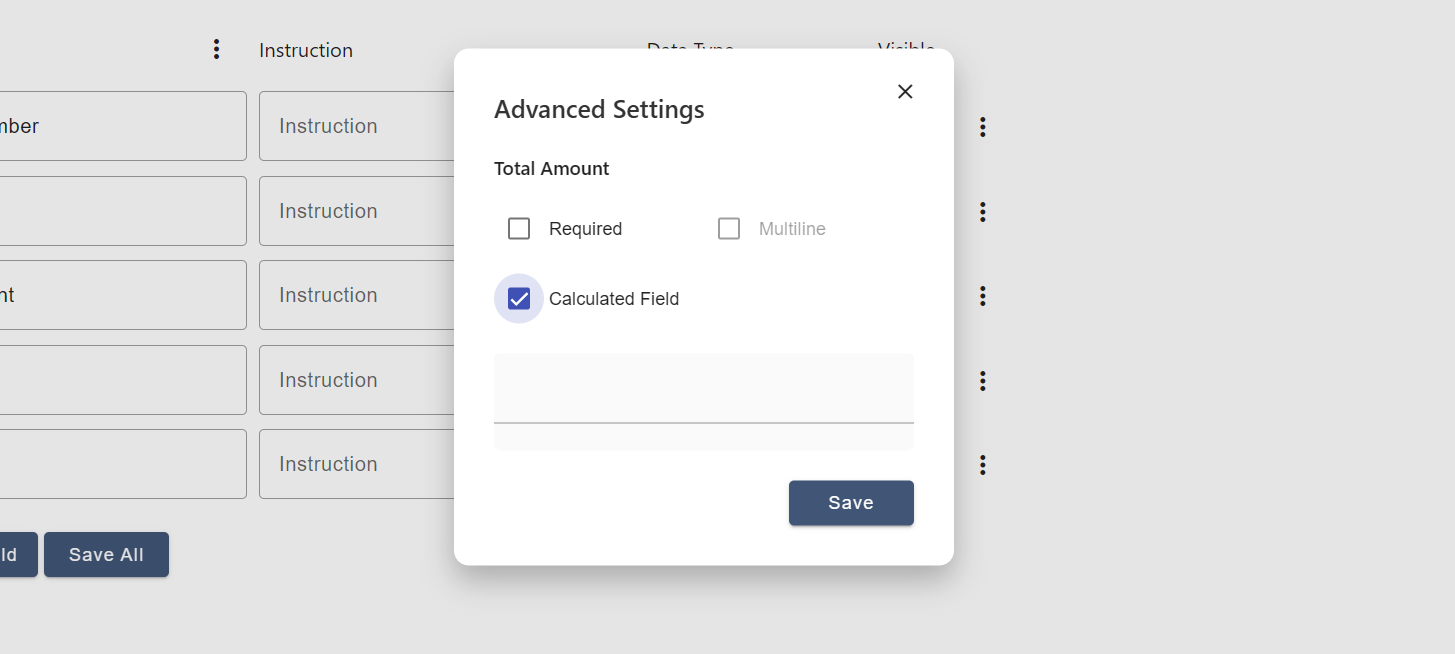 Instruction
Data Type
Visible
Advanced Settings
mber
Instruction
Total Amount
Instruction
Required
Multiline
nt
Instruction
Calculated Field
Instruction
Instruction
Save
ld
Save All